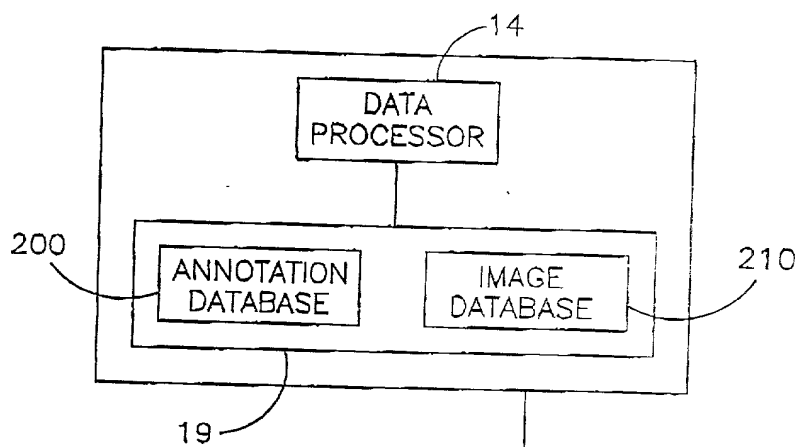 14
DATA
PROCESSOR
200
ANNOTATION
DATABASE
IMAGE
DATABASE
210
19